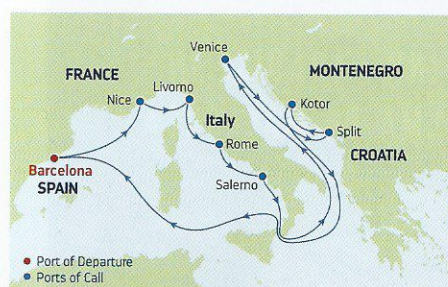 Venice
FRANCE
MONTENEGRO
Nice
Livorno
Kotor
Italy
Split
Rome
CROATIA
Barcelona
SPAIN
Salerno
Port of Departure
Ports of Call